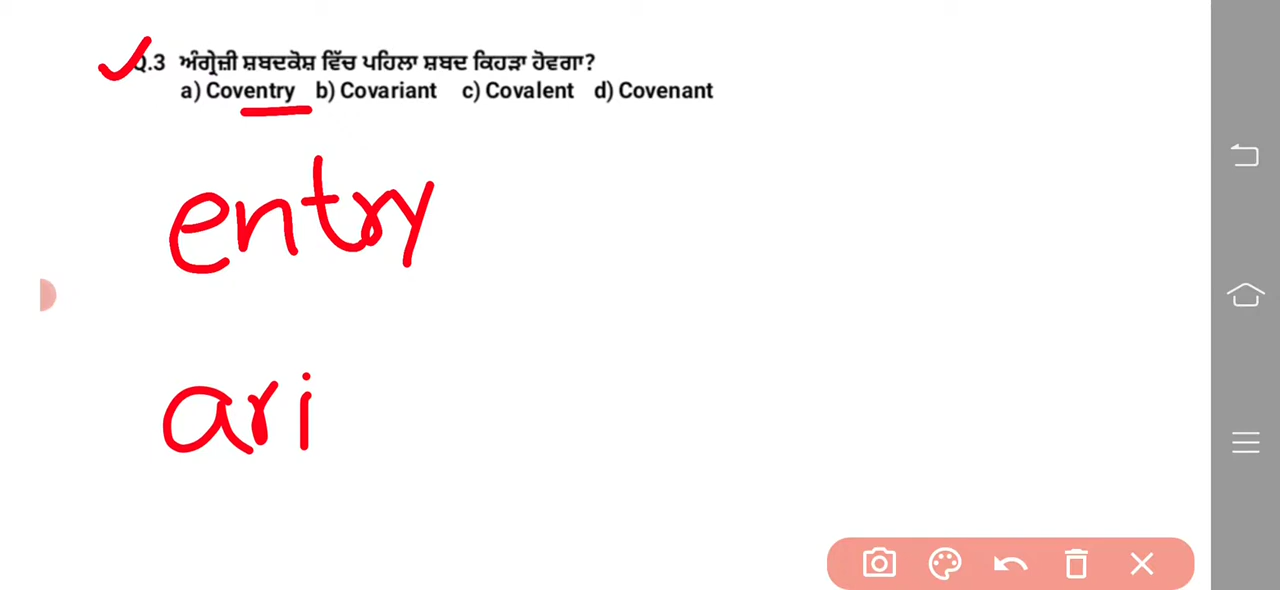 Q.3 ਅੰਗ੍ਰੇਜ਼ੀ ਸ਼ਬਦਕੋਸ਼ ਵਿੱਚ ਪਹਿਲਾ ਸ਼ਬਦ ਕਿਹੜਾ ਹੋਵਗਾ?
a) Coventry b) Covariant c) Covalent d) Covenant
entry
ari